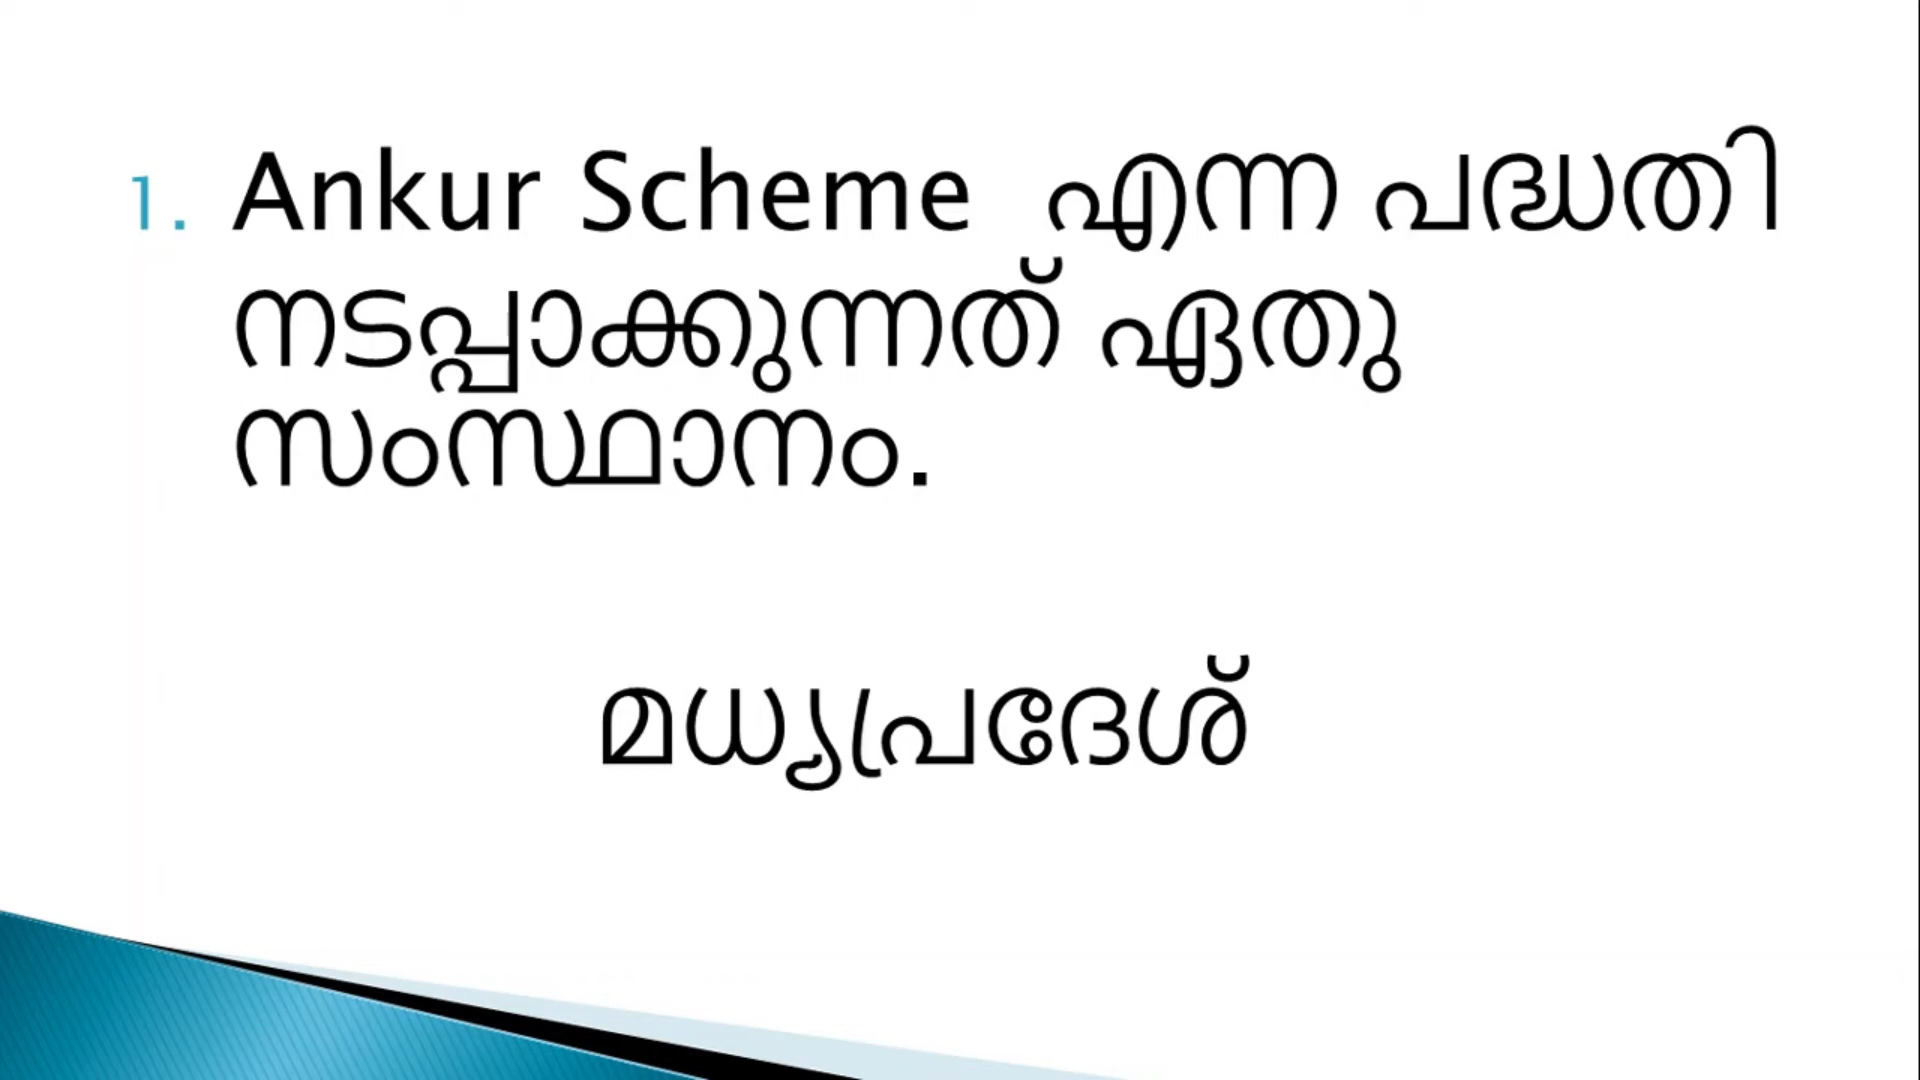 1. Ankur Scheme എന്ന പദ്ധതി
നടപ്പാക്കുന്നത് ഏതു
സംസ്ഥാനം.
മധ്യപ്രദേശ്